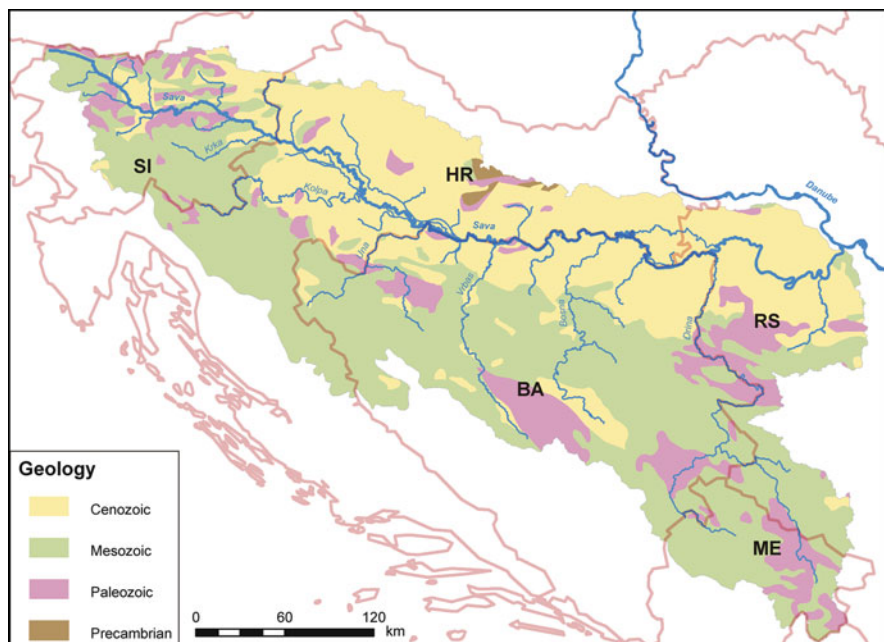 Sava
Krka
SI
Kolpa
HR
Danube
Sava
Una
Vrbas
Bosna
Drina
RS
BA
ME
Geology
Cenozoic
Mesozoic
Paleozoic
Precambrian
0 60 120
km